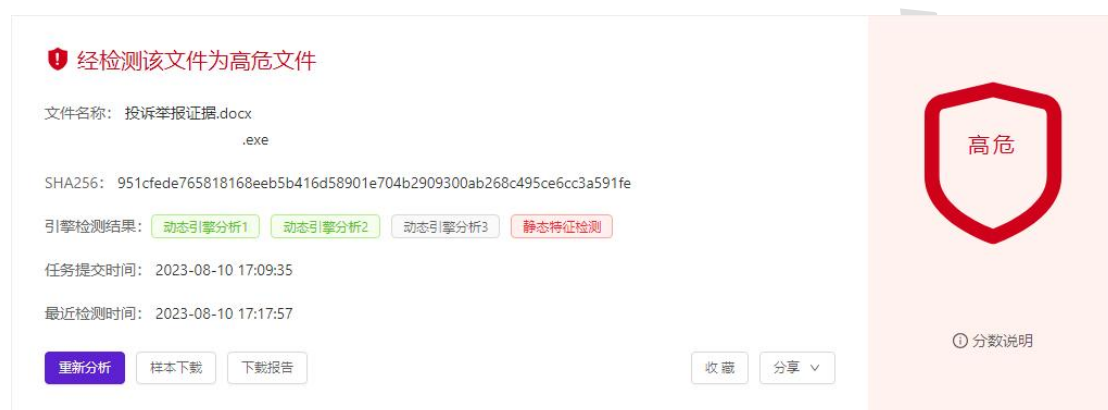 经检测该文件为高危文件
文件名称： 投诉举报证据.docx
.exe
SHA256： 951cfede765818168eeb5b416d58901e704b2909300ab268c495ce6cc3a591fe
引擎检测结果： 动态引擎分析1 动态引擎分析2 动态引擎分析3 静态特征检测
任务提交时间： 2023-08-10 17:09:35
最近检测时间： 2023-08-10 17:17:57
重新分析 样本下载 下载报告 收藏 分享
高危
分数说明